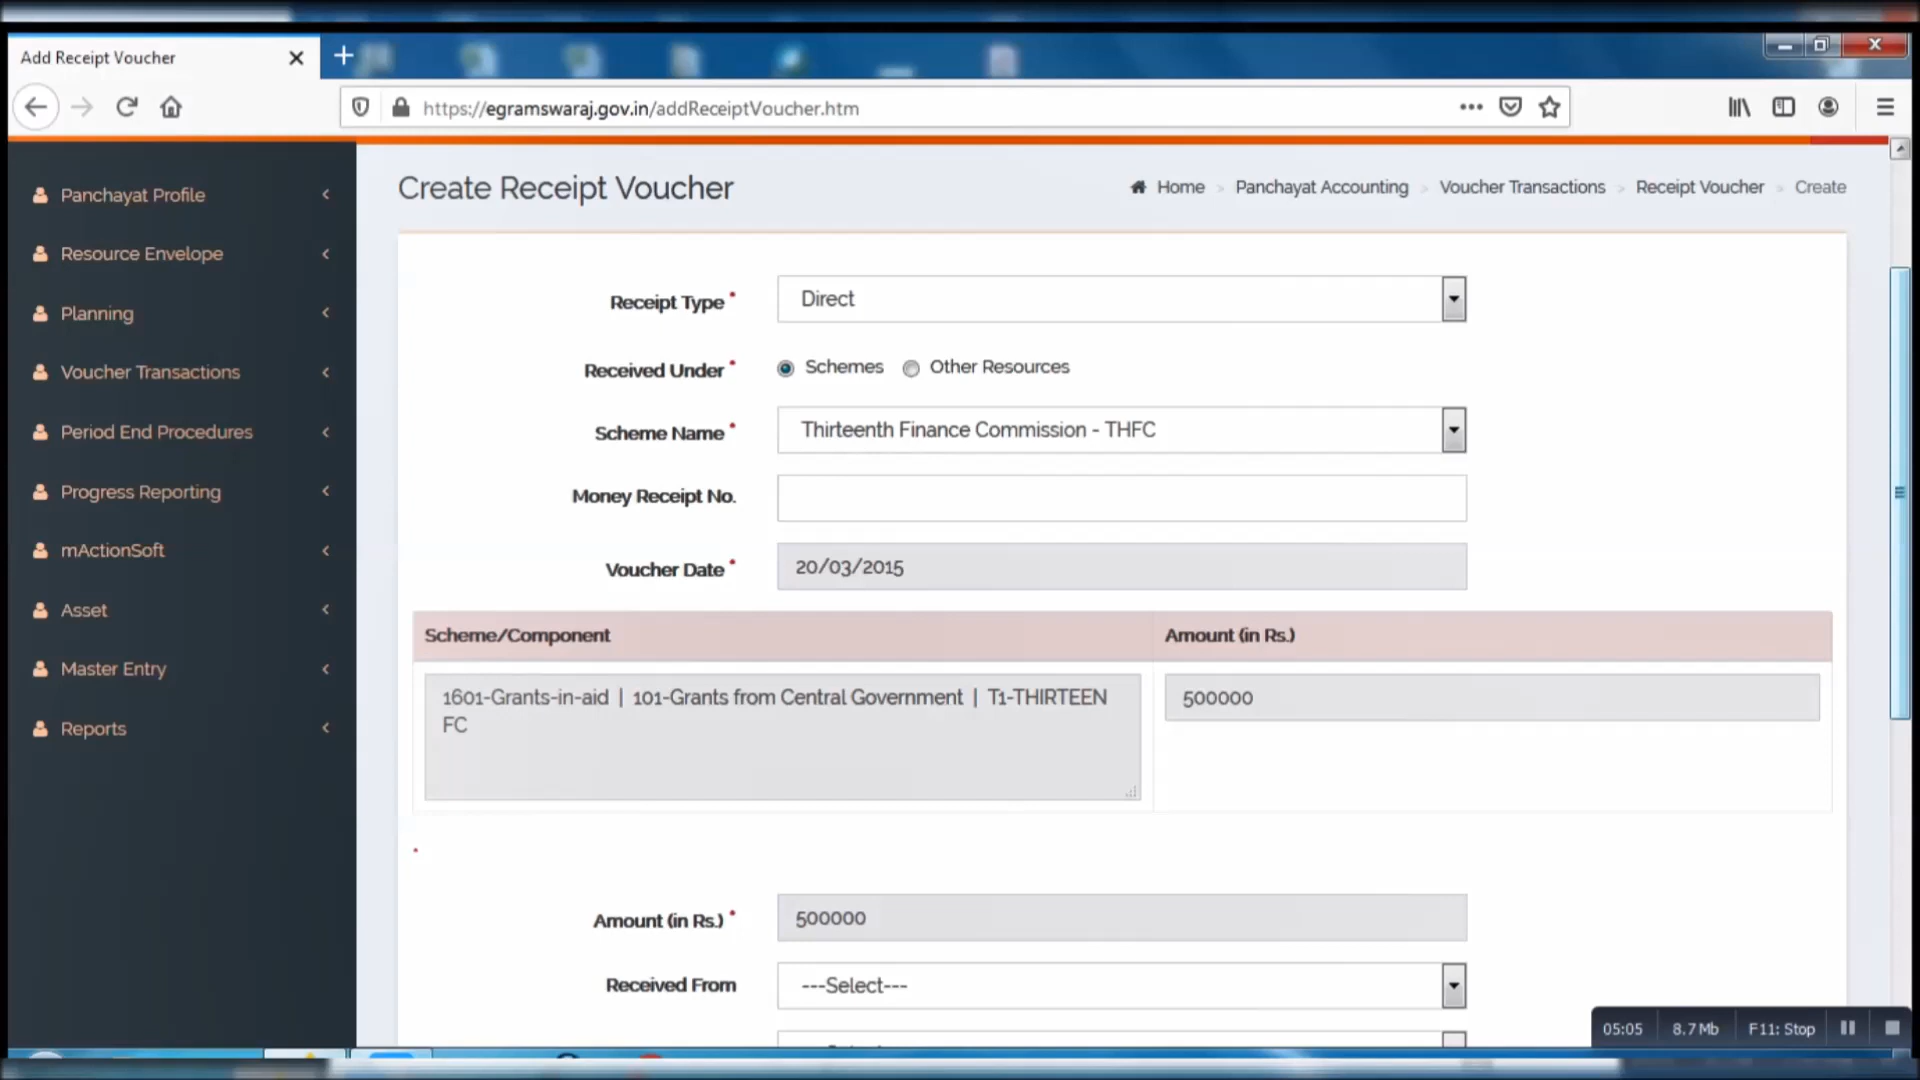 Add Receipt Voucher
https://egramswaraj.gov.in/addReceiptVoucher.htm
Panchayat Profile
Resource Envelope
Planning
Voucher Transactions
Period End Procedures
Progress Reporting
mActionSoft
Asset
Master Entry
Reports
Create Receipt Voucher
Home > Panchayat Accounting > Voucher Transactions > Receipt Voucher > Create
Receipt Type * Direct
Received Under * Schemes Other Resources
Scheme Name * Thirteenth Finance Commission - THFC
Money Receipt No.
Voucher Date * 20/03/2015
Scheme/Component Amount (in Rs.)
1601-Grants-in-aid | 101-Grants from Central Government | T1-THIRTEEN 500000
FC
*
Amount (in Rs.) * 500000
Received From ---Select---
05:05 8.7 Mb F11: Stop